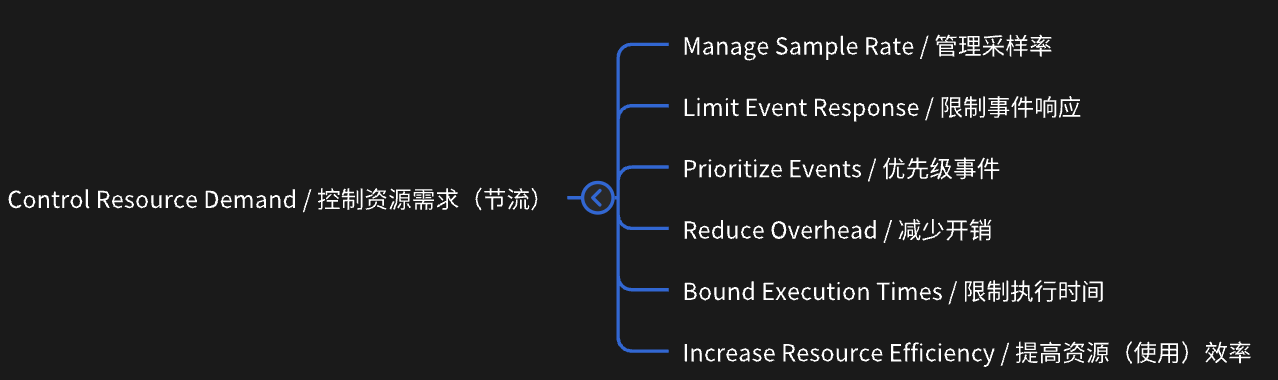 Control Resource Demand / 控制资源需求（节流）
Manage Sample Rate / 管理采样率
Limit Event Response / 限制事件响应
Prioritize Events / 优先级事件
Reduce Overhead / 减少开销
Bound Execution Times / 限制执行时间
Increase Resource Efficiency / 提高资源（使用）效率